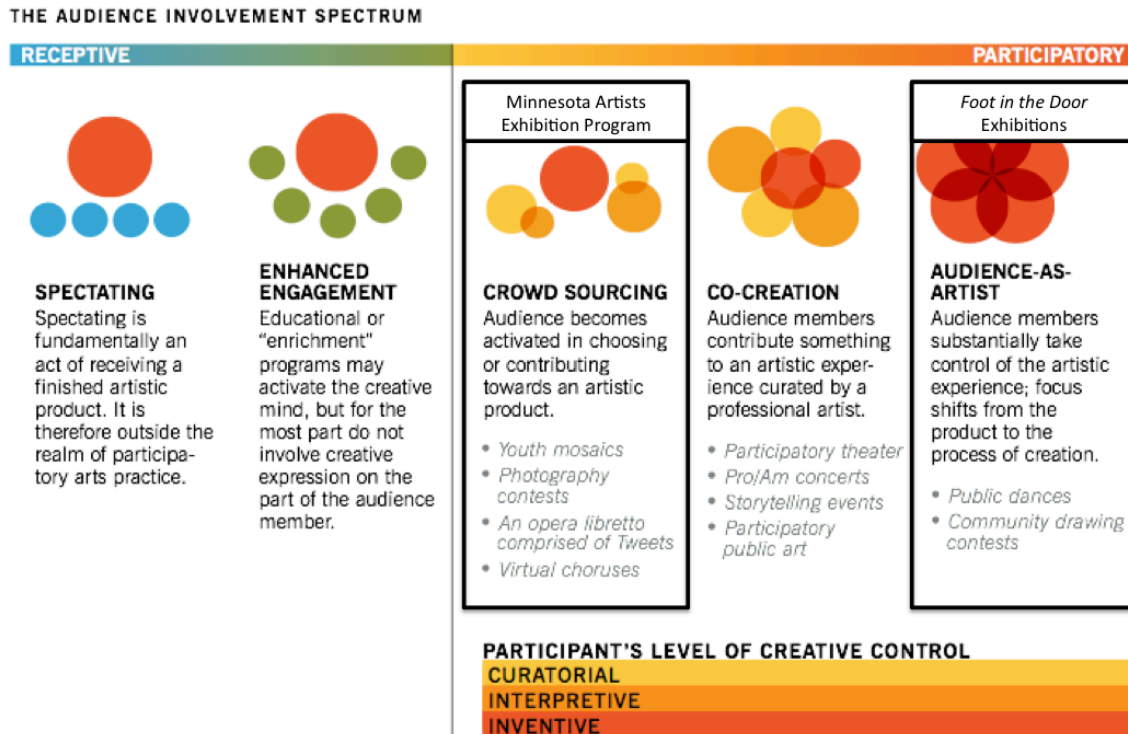 THE AUDIENCE INVOLVEMENT SPECTRUM
RECEPTIVE
PARTICIPATORY
SPECTATING
Spectating is
fundamentally an
act of receiving a
finished artistic
product. It is
therefore outside the
realm of participa-
tory arts practice.
ENHANCED
ENGAGEMENT
Educational or
“enrichment”
programs may
activate the creative
mind, but for the
most part do not
involve creative
expression on the
part of the audience
member.
Minnesota Artists
Exhibition Program
CROWD SOURCING
Audience becomes
activated in choosing
or contributing
towards an artistic
product.
• Youth mosaics
• Photography
contests
• An opera libretto
comprised of Tweets
• Virtual choruses
CO-CREATION
Audience members
contribute something
to an artistic exper-
ience curated by a
professional artist.
• Participatory theater
• Pro/Am concerts
• Storytelling events
• Participatory
public art
Foot in the Door
Exhibitions
AUDIENCE-AS-
ARTIST
Audience members
substantially take
control of the artistic
experience; focus
shifts from the
product to the
process of creation.
• Public dances
• Community drawing
contests
PARTICIPANT’S LEVEL OF CREATIVE CONTROL
CURATORIAL
INTERPRETIVE
INVENTIVE